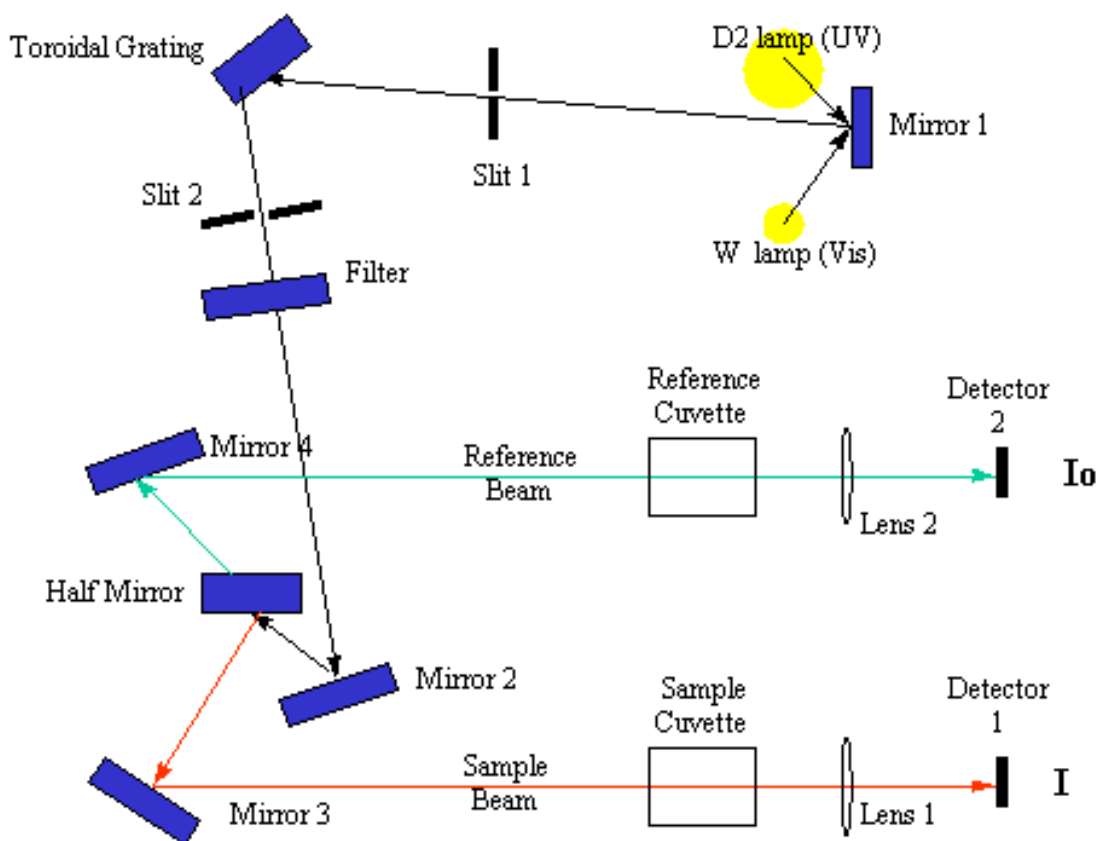 Toroidal Grating
D2 lamp (UV)
Mirror 1
Slit 1
Slit 2
W lamp (Vis)
Filter
Reference
Cuvette
Detector
2
Mirror 4
Reference
Beam
Io
Lens 2
Half Mirror
Mirror 2
Sample
Cuvette
Detector
1
Sample
Beam
I
Mirror 3
Lens 1